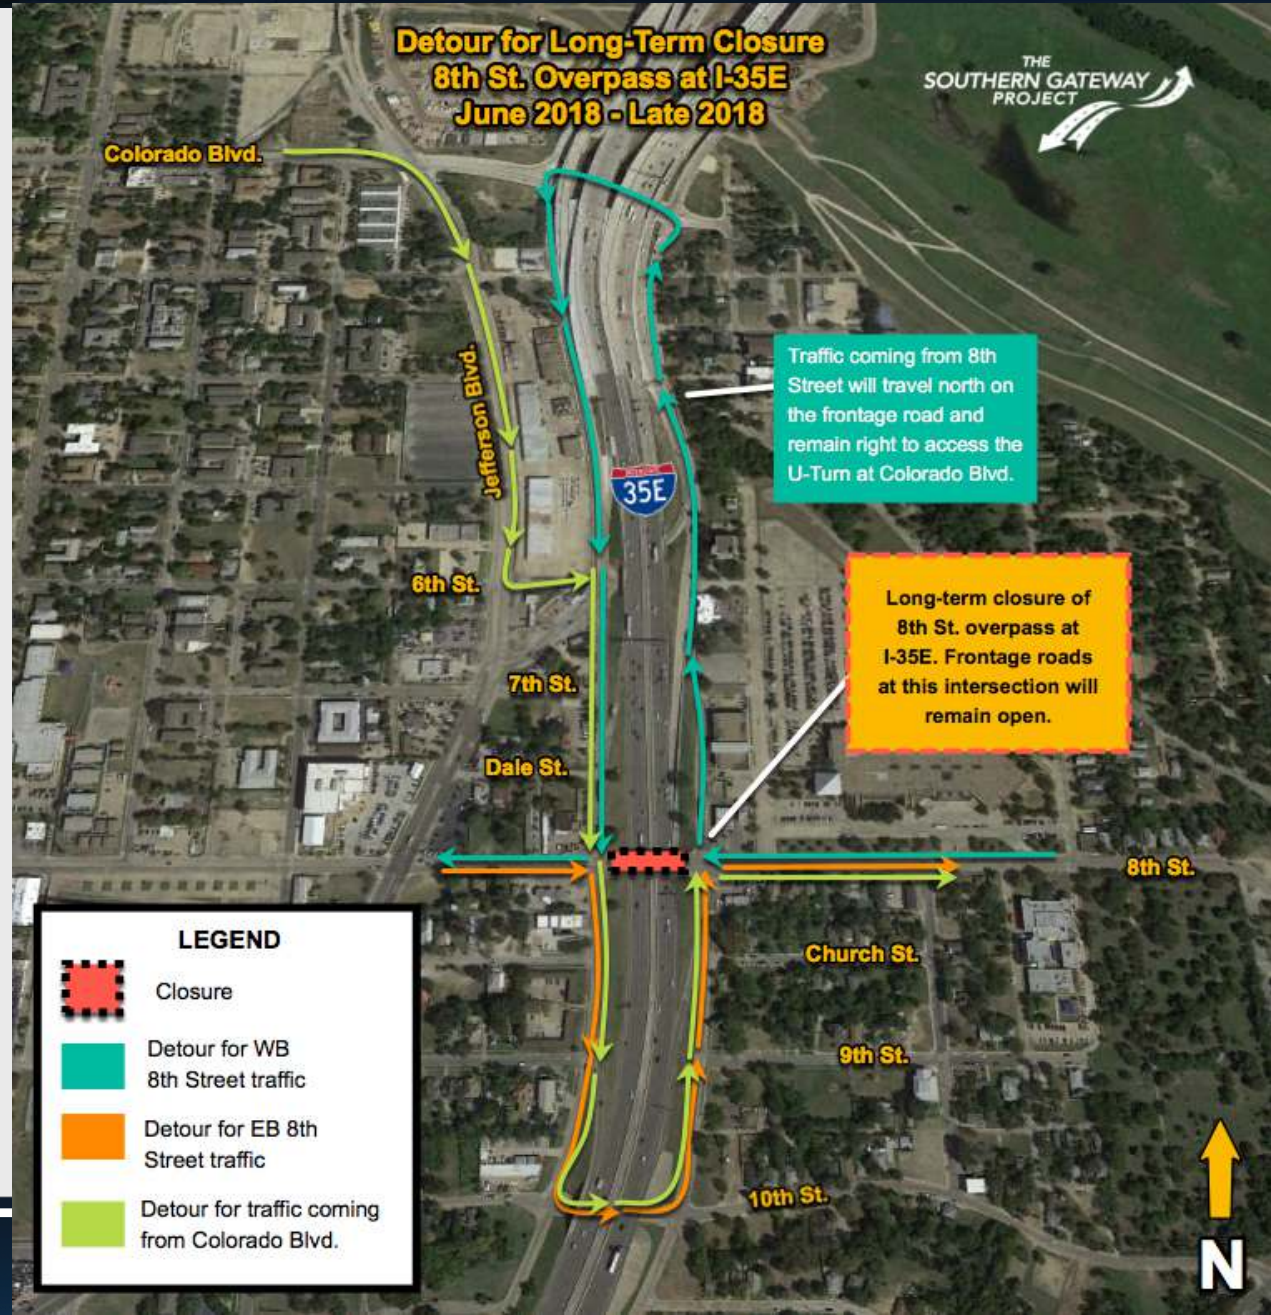 Detour for Long-Term Closure
8th St. Overpass at I-35E
June 2018 - Late 2018
THE
SOUTHERN GATEWAY
PROJECT
Colorado Blvd.
Traffic coming from 8th
Street will travel north on
the frontage road and
remain right to access the
U-Turn at Colorado Blvd.
Jefferson Blvd.
35E
6th St.
Long-term closure of
8th St. overpass at
I-35E. Frontage roads
at this intersection will
remain open.
7th St.
Dale St.
8th St.
Church St.
9th St.
10th St.
LEGEND
Closure
Detour for WB
8th Street traffic
Detour for EB 8th
Street traffic
Detour for traffic coming
from Colorado Blvd.
N